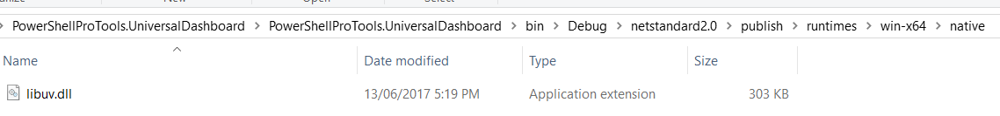 PowerShellProTools.UniversalDashboard > PowerShellProTools.UniversalDashboard > bin > Debug > netstandard2.0 > publish > runtimes > win-x64 > native
Name Date modified Type Size
libuv.dll 13/06/2017 5:19 PM Application extension 303 KB